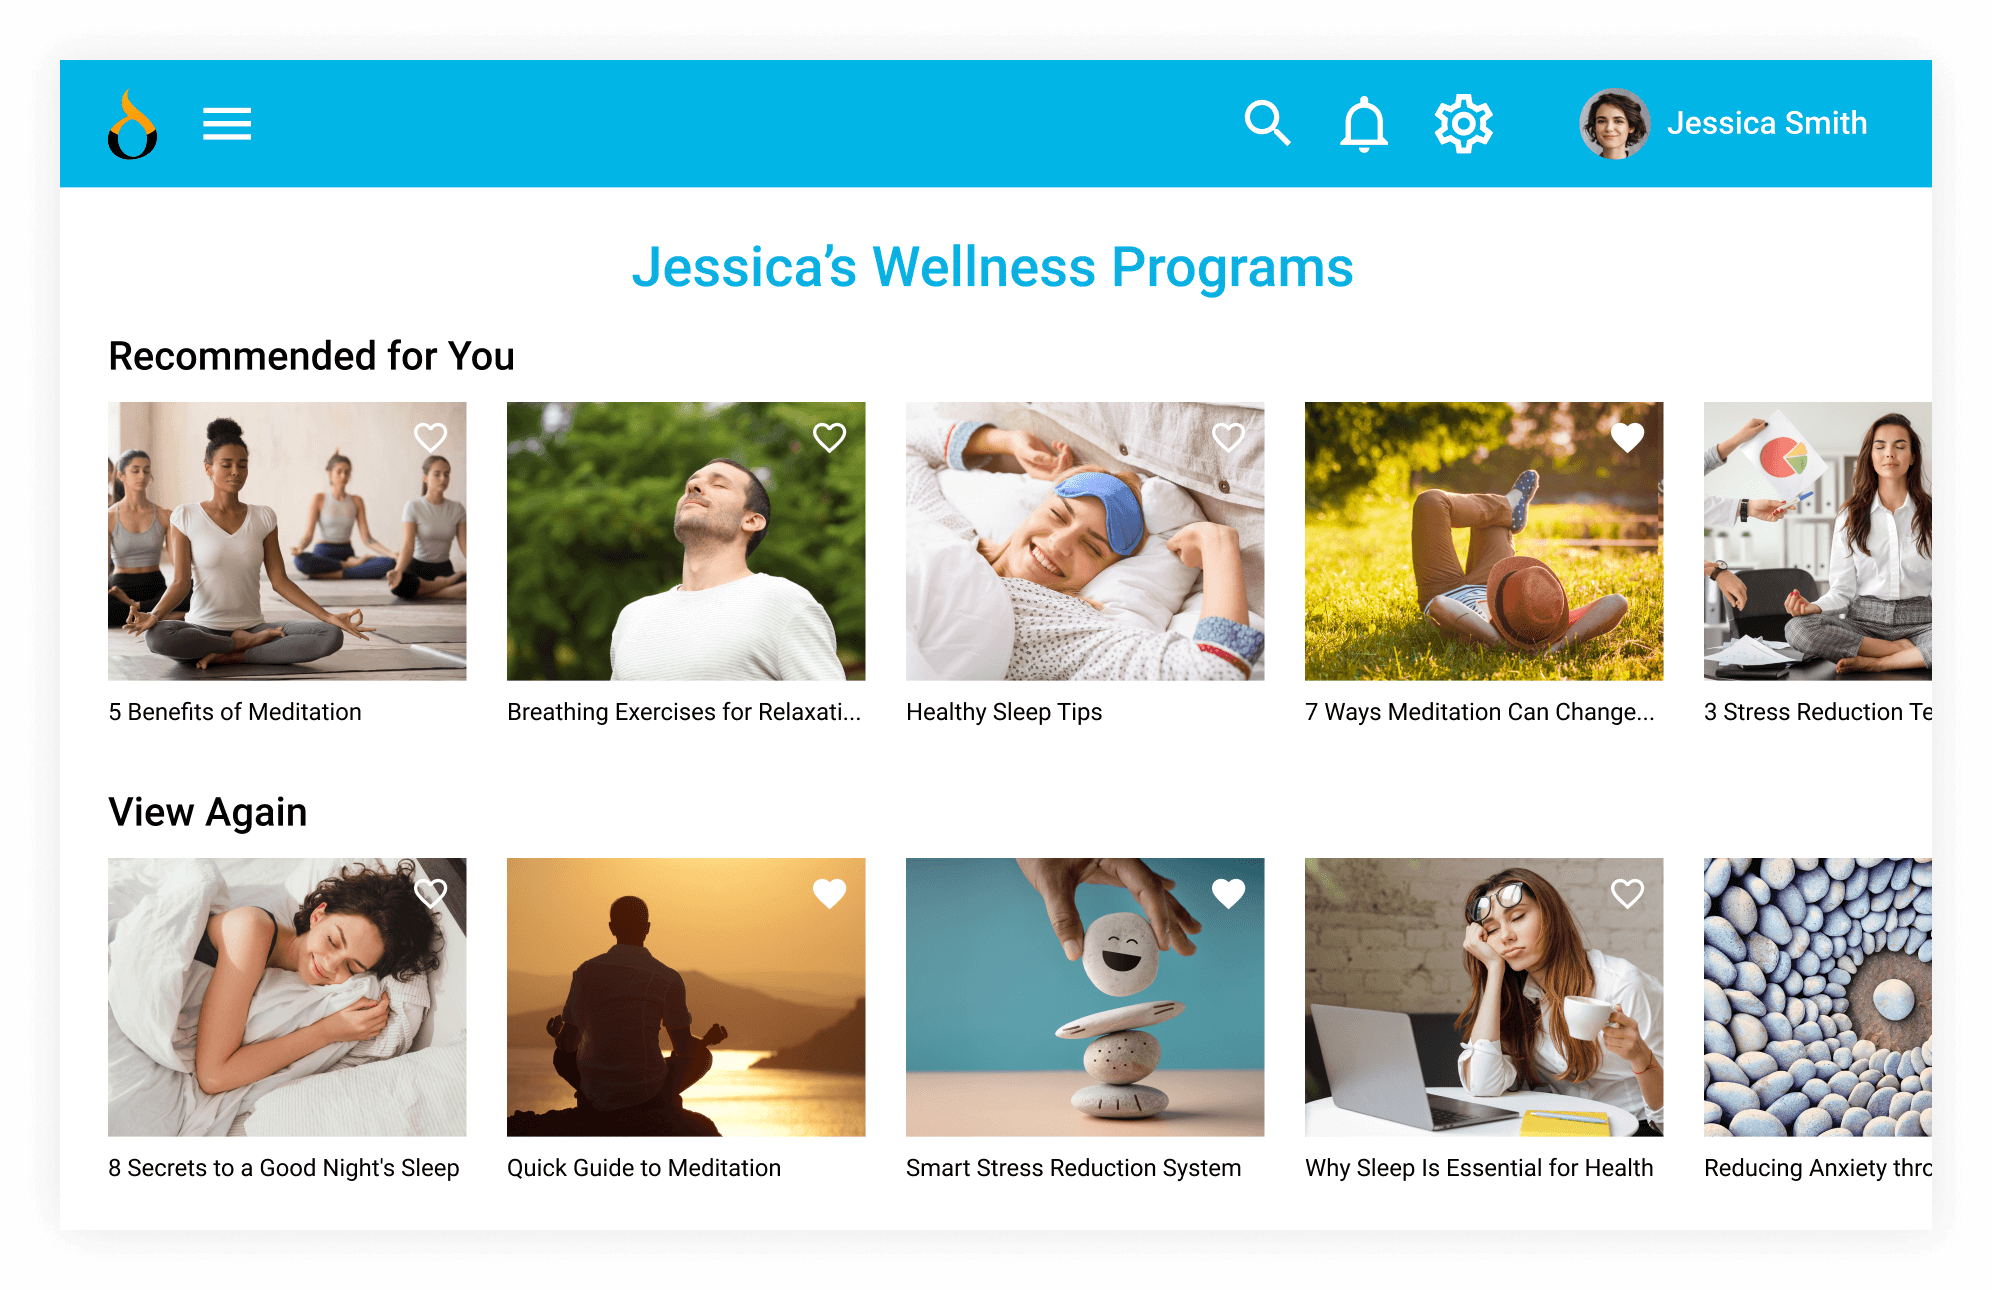 Jessica Smith
Jessica’s Wellness Programs
Recommended for You
5 Benefits of Meditation
Breathing Exercises for Relaxati...
Healthy Sleep Tips
7 Ways Meditation Can Change...
3 Stress Reduction Te
View Again
8 Secrets to a Good Night's Sleep
Quick Guide to Meditation
Smart Stress Reduction System
Why Sleep Is Essential for Health
Reducing Anxiety thro